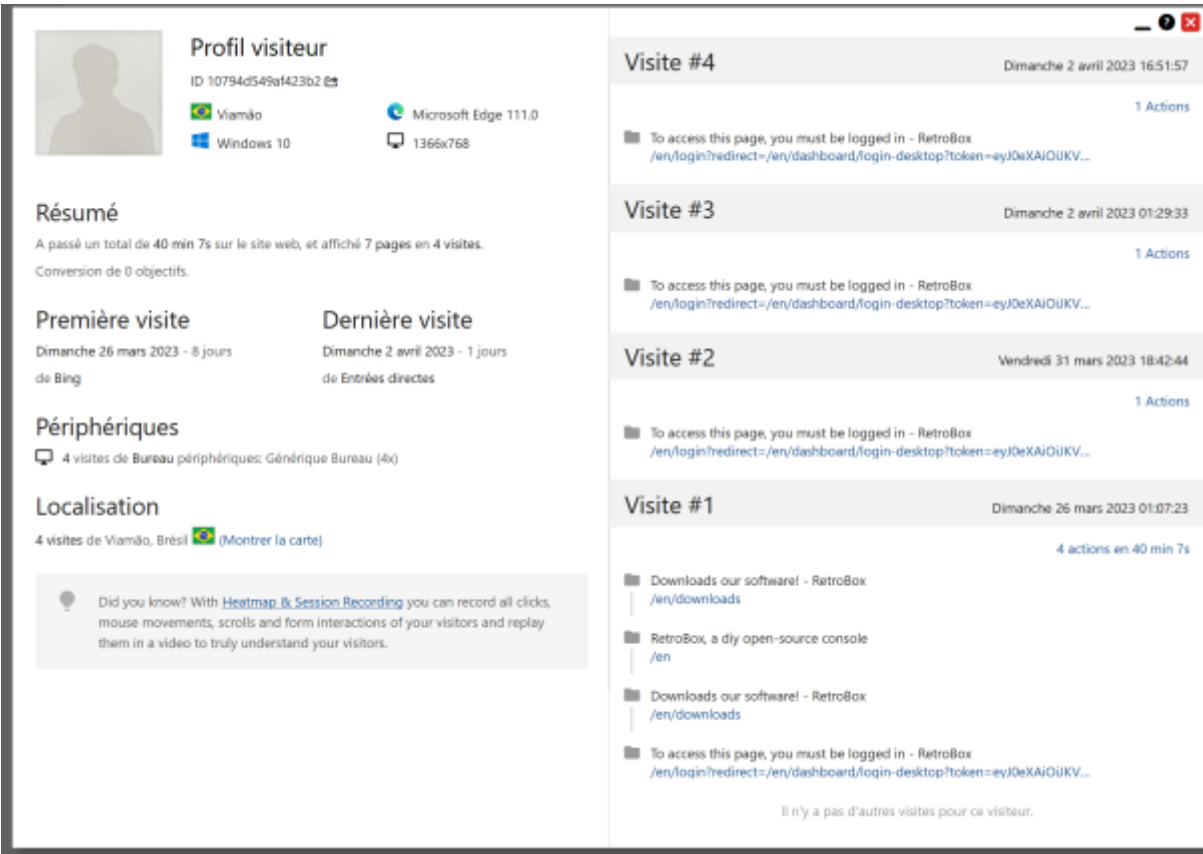 Profil visiteur
ID 10794d549af423b2
Viamão
Microsoft Edge 111.0
Windows 10
1366x768
Résumé
A passé un total de 40 min 7s sur le site web, et affiché 7 pages en 4 visites.
Conversion de 0 objectifs.
Première visite
Dimanche 26 mars 2023 - 8 jours
de Bing
Dernière visite
Dimanche 2 avril 2023 - 1 jours
de Entrées directes
Périphériques
4 visites de Bureau périphériques: Générique Bureau (4x)
Localisation
4 visites de Viamão, Brésil (Montrer la carte)
Did you know? With Heatmap & Session Recording you can record all clicks,
mouse movements, scrolls and form interactions of your visitors and replay
them in a video to truly understand your visitors.
Visite #4
Dimanche 2 avril 2023 16:51:57
1 Actions
To access this page, you must be logged in - RetroBox
/en/login?redirect=/en/dashboard/login-desktop?token=eyJ0eXAiOiJKV...
Visite #3
Dimanche 2 avril 2023 01:29:33
1 Actions
To access this page, you must be logged in - RetroBox
/en/login?redirect=/en/dashboard/login-desktop?token=eyJ0eXAiOiJKV...
Visite #2
Vendredi 31 mars 2023 18:42:44
1 Actions
To access this page, you must be logged in - RetroBox
/en/login?redirect=/en/dashboard/login-desktop?token=eyJ0eXAiOiJKV...
Visite #1
Dimanche 26 mars 2023 01:07:23
4 actions en 40 min 7s
Downloads our software! - RetroBox
/en/downloads
RetroBox, a diy open-source console
/en
Downloads our software! - RetroBox
/en/downloads
To access this page, you must be logged in - RetroBox
/en/login?redirect=/en/dashboard/login-desktop?token=eyJ0eXAiOiJKV...
Il n'y a pas d'autres visites pour ce visiteur.